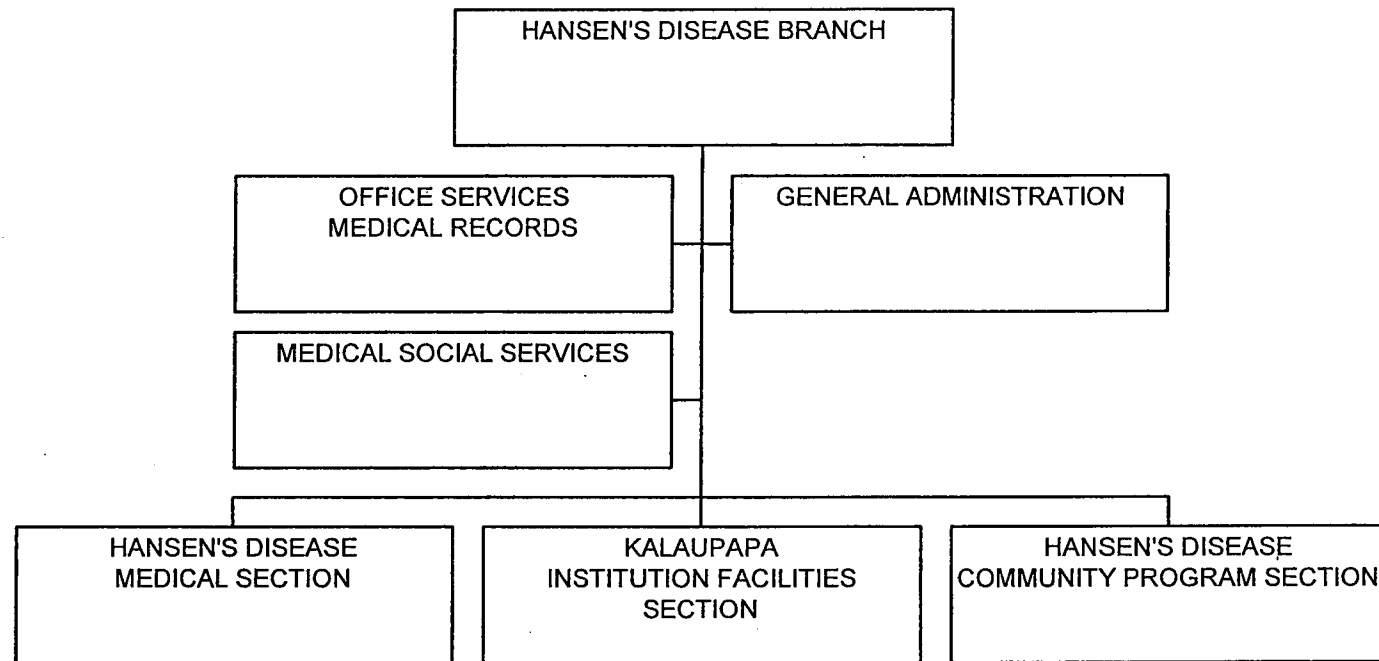 HANSEN'S DISEASE BRANCH
OFFICE SERVICES
MEDICAL RECORDS
GENERAL ADMINISTRATION
MEDICAL SOCIAL SERVICES
HANSEN'S DISEASE
MEDICAL SECTION
KALAUPAPA
INSTITUTION FACILITIES
SECTION
HANSEN'S DISEASE
COMMUNITY PROGRAM SECTION